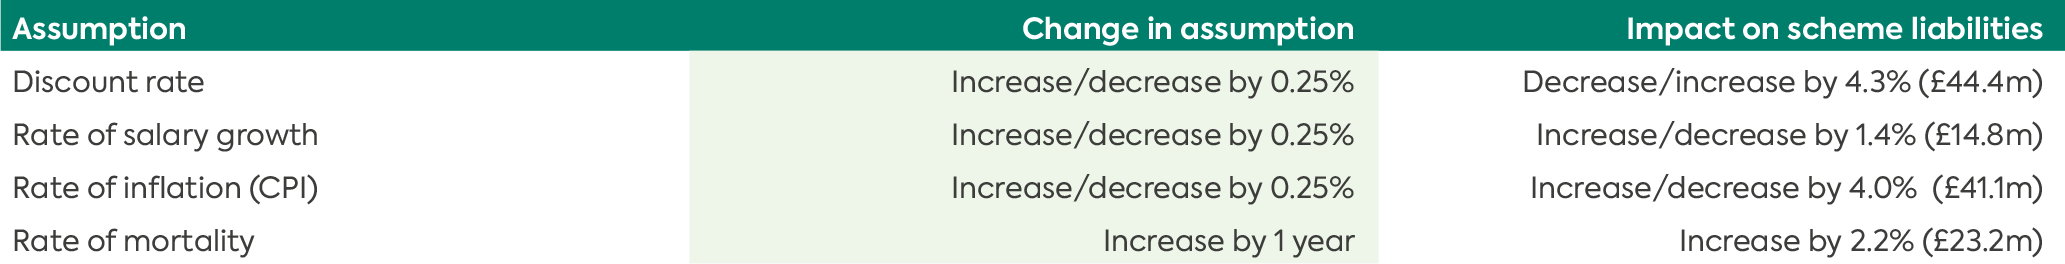 Assumption Change in assumption Impact on scheme liabilities
Discount rate Increase/decrease by 0.25% Decrease/increase by 4.3% (£44.4m)
Rate of salary growth Increase/decrease by 0.25% Increase/decrease by 1.4% (£14.8m)
Rate of inflation (CPI) Increase/decrease by 0.25% Increase/decrease by 4.0% (£41.1m)
Rate of mortality Increase by 1 year Increase by 2.2% (£23.2m)